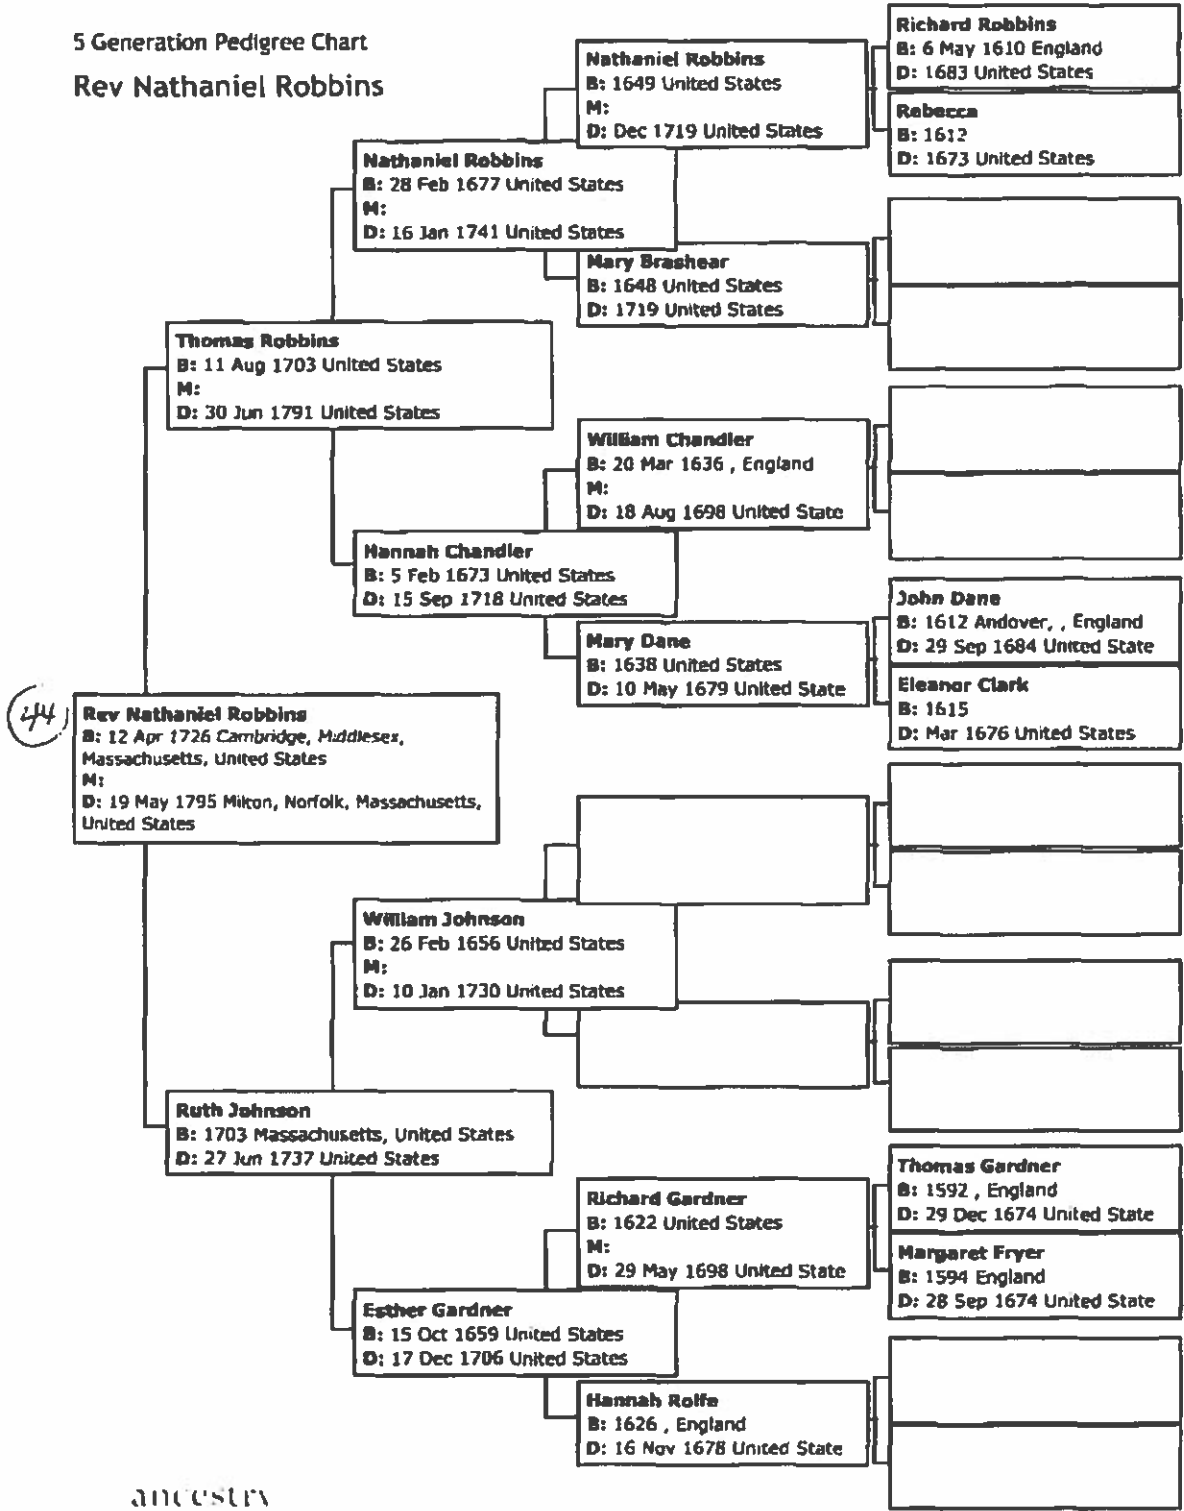 5 Generation Pedigree Chart
Rev Nathaniel Robbins
Richard Robbins
B: 6 May 1610 England
D: 1683 United States
Rebecca
B: 1612
D: 1673 United States
Nathaniel Robbins
B: 1649 United States
M:
D: Dec 1719 United States
Nathaniel Robbins
B: 28 Feb 1677 United States
M:
D: 16 Jan 1741 United States
Mary Brashear
B: 1648 United States
D: 1719 United States
Thomas Robbins
B: 11 Aug 1703 United States
M:
D: 30 Jun 1791 United States
William Chandler
B: 20 Mar 1636 , England
M:
D: 18 Aug 1698 United State
Hannah Chandler
B: 5 Feb 1673 United States
D: 15 Sep 1718 United States
John Dane
B: 1612 Andover, , England
D: 29 Sep 1684 United State
Mary Dane
B: 1638 United States
D: 10 May 1679 United State
Eleanor Clark
B: 1615
D: Mar 1676 United States
44
Rev Nathaniel Robbins
B: 12 Apr 1726 Cambridge, Middlesex,
Massachusetts, United States
M:
D: 19 May 1795 Milton, Norfolk, Massachusetts,
United States
William Johnson
B: 26 Feb 1656 United States
M:
D: 10 Jan 1730 United States
Ruth Johnson
B: 1703 Massachusetts, United States
D: 27 Jun 1737 United States
Thomas Gardner
B: 1592 , England
D: 29 Dec 1674 United State
Richard Gardner
B: 1622 United States
M:
D: 29 May 1698 United State
Margaret Fryer
B: 1594 England
D: 28 Sep 1674 United State
Esther Gardner
B: 15 Oct 1659 United States
D: 17 Dec 1706 United States
Hannah Rolfe
B: 1626 , England
D: 16 Nov 1678 United State
ancestry